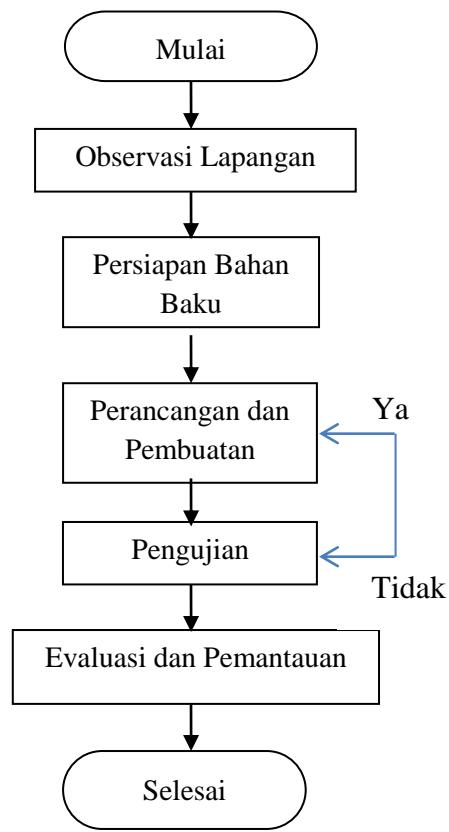 Mulai
Observasi Lapangan
Persiapan Bahan
Baku
Perancangan dan
Pembuatan
Ya
Pengujian
Tidak
Evaluasi dan Pemantauan
Selesai